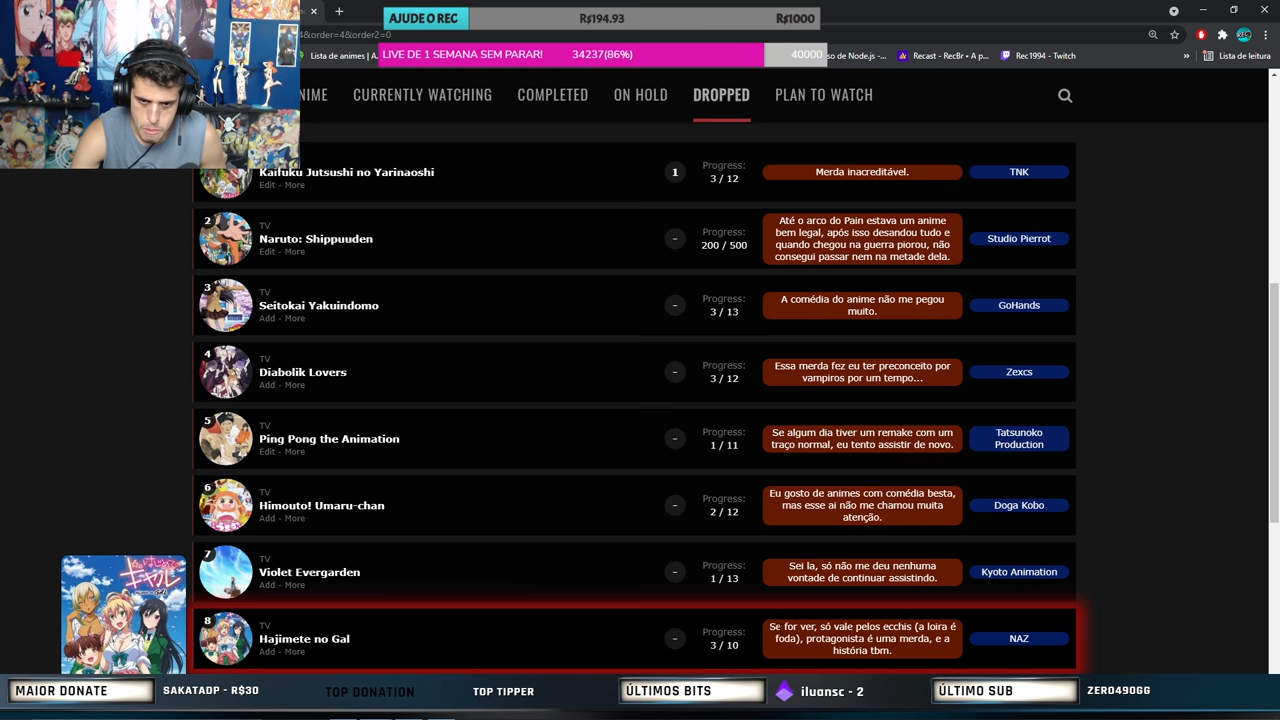 AJUDE O REC
R$194.93
R$1000
4&order=4&order2=0
LIVE DE 1 SEMANA SEM PARAR!
34237(86%)
40000
Lista de animes | A...
so de Node.js -...
Recast - Rec8r • A p...
Rec1994 - Twitch
»
Lista de leitura
NIME
CURRENTLY WATCHING
COMPLETED
ON HOLD
DROPPED
PLAN TO WATCH
Kaifuku Jutsushi no Yarinaoshi
Edit - More
1
Progress:
3 / 12
Merda inacreditável.
TNK
2
TV
Naruto: Shippuuden
Edit - More
-
Progress:
200 / 500
Até o arco do Pain estava um anime
bem legal, após isso desandou tudo e
quando chegou na guerra piorou, não
consegui passar nem na metade dela.
Studio Pierrot
3
TV
Seitokai Yakuindomo
Add - More
-
Progress:
3 / 13
A comédia do anime não me pegou
muito.
GoHands
4
TV
Diabolik Lovers
Add - More
-
Progress:
3 / 12
Essa merda fez eu ter preconceito por
vampiros por um tempo...
Zexcs
5
TV
Ping Pong the Animation
Edit - More
-
Progress:
1 / 11
Se algum dia tiver um remake com um
traço normal, eu tento assistir de novo.
Tatsunoko
Production
6
TV
Himouto! Umaru-chan
Add - More
-
Progress:
2 / 12
Eu gosto de animes com comédia besta,
mas esse ai não me chamou muita
atenção.
Doga Kobo
7
TV
Violet Evergarden
Add - More
-
Progress:
1 / 13
Sei la, só não me deu nenhuma
vontade de continuar assistindo.
Kyoto Animation
8
TV
Hajimete no Gal
Add - More
-
Progress:
3 / 10
Se for ver, só vale pelos ecchis (a loira é
foda), protagonista é uma merda, e a
história tbm.
NAZ
MAIOR DONATE
SAKATADP - R$30
TOP DONATION
TOP TIPPER
ÚLTIMOS BITS
iluansc - 2
ÚLTIMO SUB
ZERO490GG